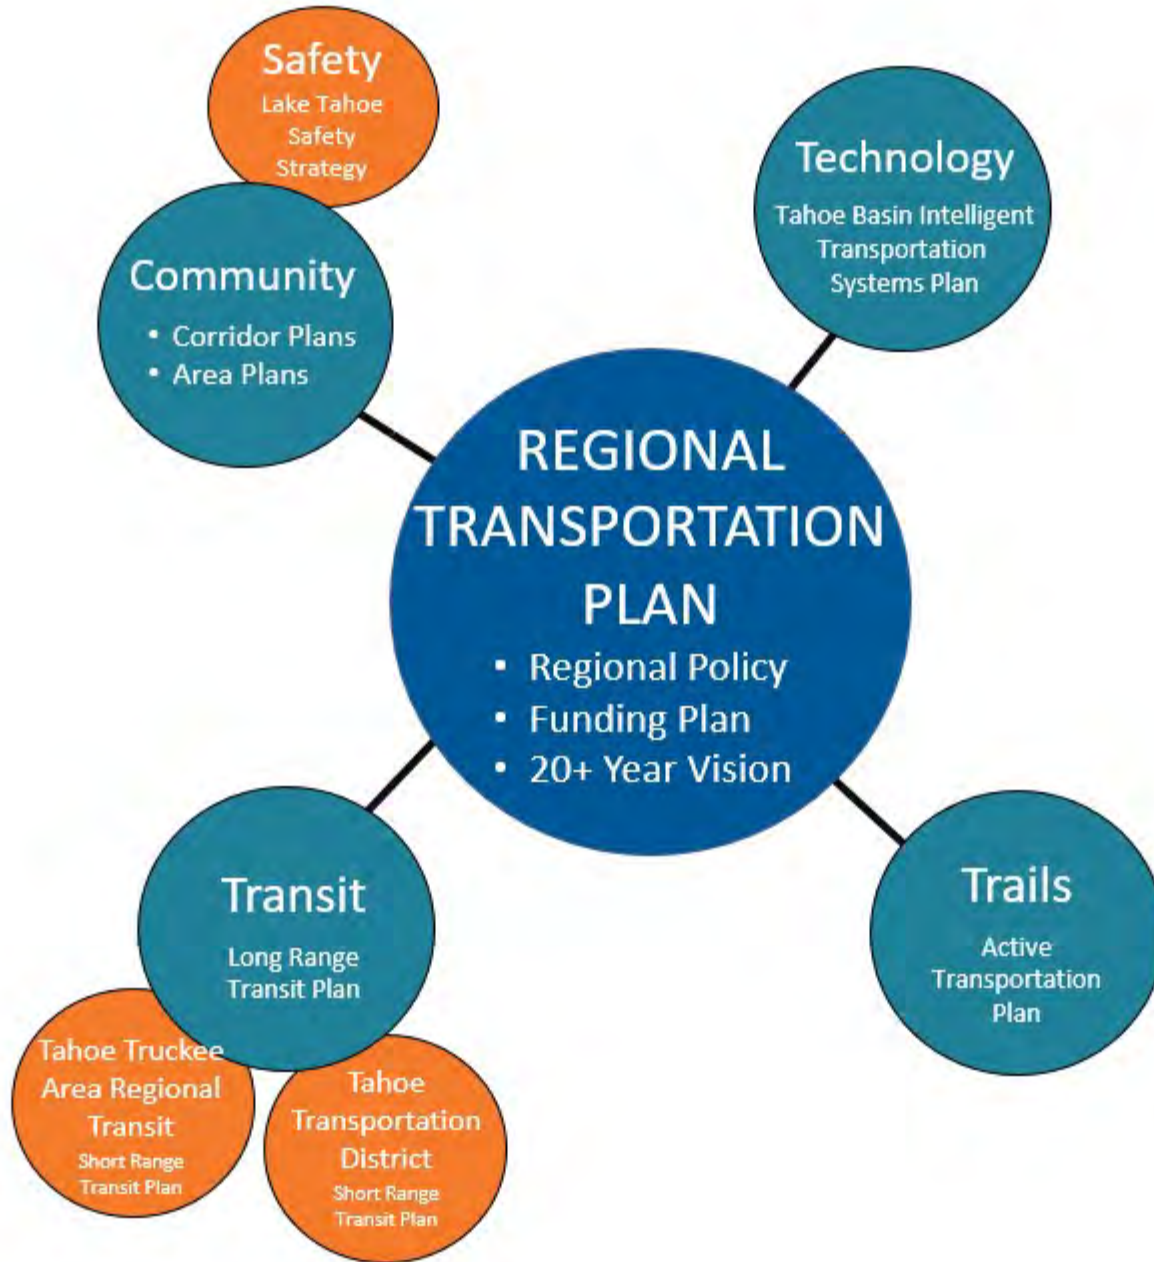 Safety
Lake Tahoe
Safety
Strategy
Community
• Corridor Plans
• Area Plans
Technology
Tahoe Basin Intelligent
Transportation
Systems Plan
REGIONAL
TRANSPORTATION
PLAN
• Regional Policy
• Funding Plan
• 20+ Year Vision
Transit
Long Range
Transit Plan
Tahoe Truckee
Area Regional
Transit
Short Range
Transit Plan
Tahoe
Transportation
District
Short Range
Transit Plan
Trails
Active
Transportation
Plan